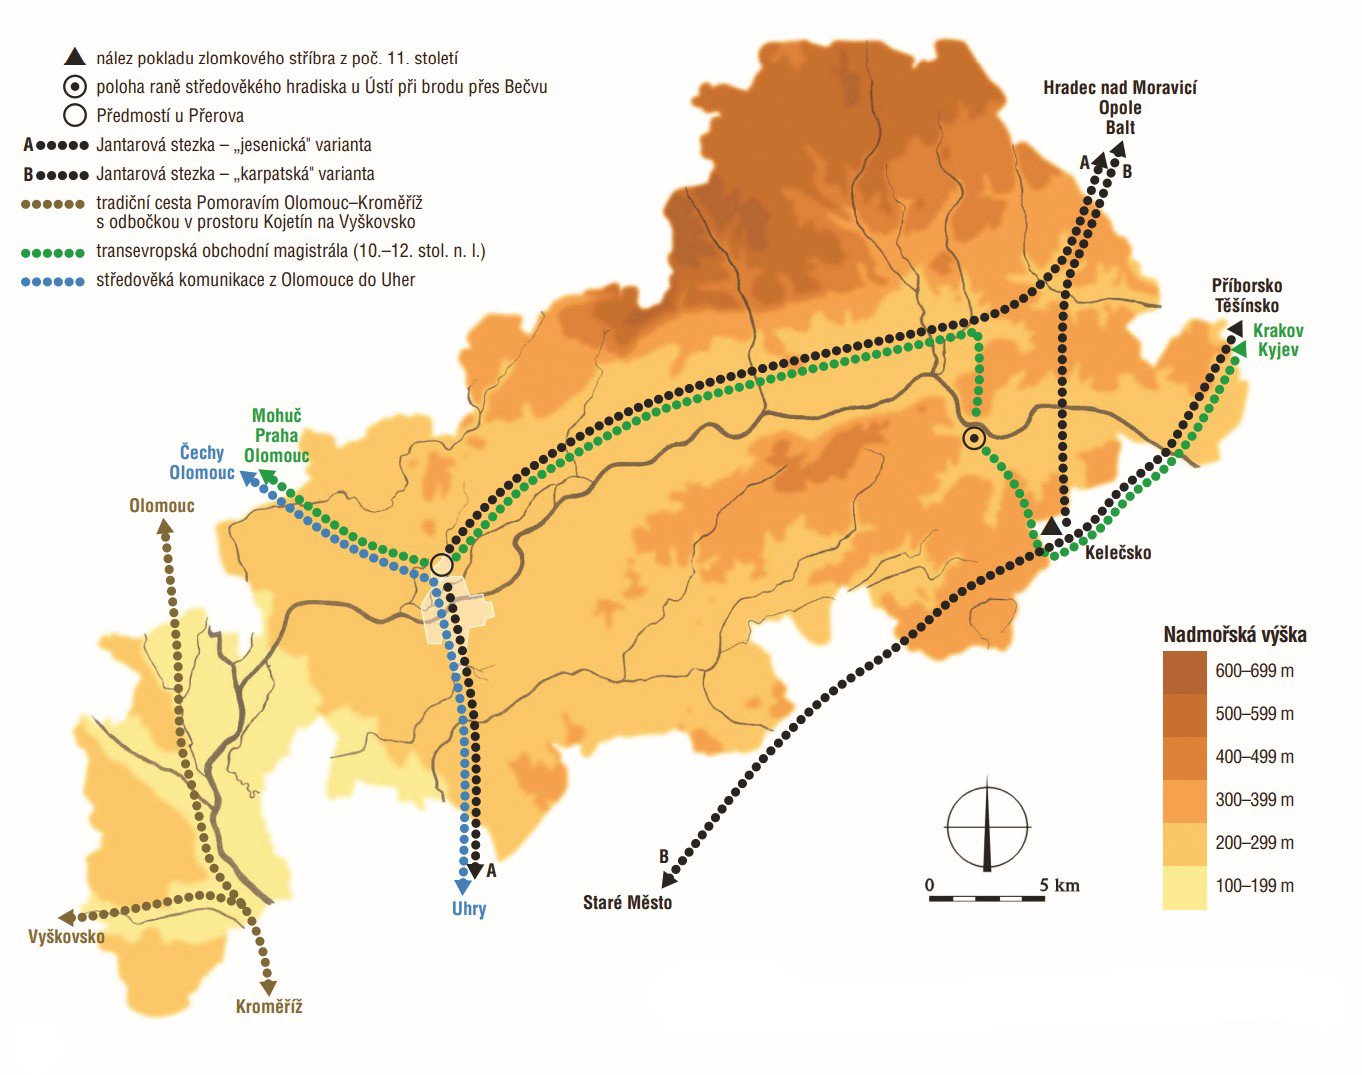 nález pokladu zlomkového stříbra z poč. 11. století
poloha raně středověkého hradiska u Ústí při brodu přes Bečvu
Předmostí u Přerova
A Jantarová stezka – „jesenická" varianta
B Jantarová stezka – „karpatská" varianta
tradiční cesta Pomoravím Olomouc–Kroměříž
s odbočkou v prostoru Kojetín na Vyškovsko
transevropská obchodní magistrála (10.–12. stol. n. l.)
středověká komunikace z Olomouce do Uher
Hradec nad Moravicí
Opole
Balt
A
B
Příborsko
Těšínsko
Krakov
Kyjev
Mohuč
Praha
Olomouc
Čechy
Olomouc
Olomouc
Kelečsko
Nadmořská výška
600–699 m
500–599 m
400–499 m
300–399 m
200–299 m
100–199 m
B
A
0 5 km
Staré Město
Uhry
Vyškovsko
Kroměříž